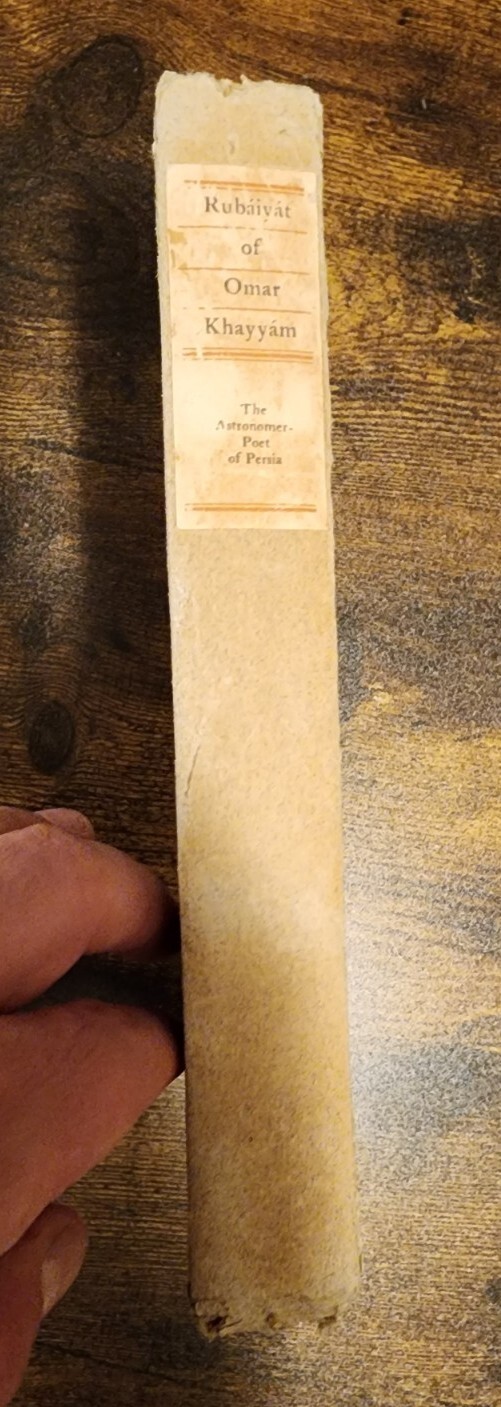 Rubáiyát
of
Omar
Khayyám
The
Astronomer-
Poet
of Persia